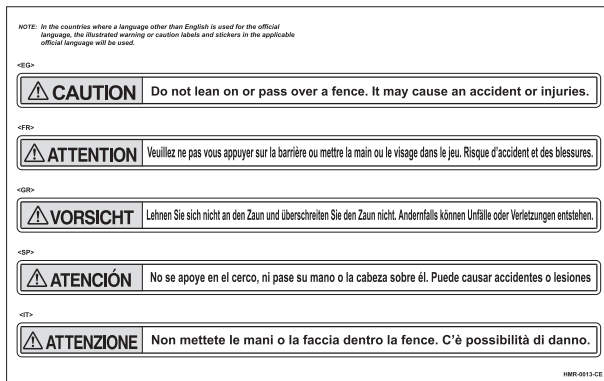 NOTE: In the countries where a language other than English is used for the official
language, the illustrated warning or caution labels and stickers in the applicable
official language will be used.
<EG>
⚠ CAUTION Do not lean on or pass over a fence. It may cause an accident or injuries.
<FR>
⚠ ATTENTION Veuillez ne pas vous appuyer sur la barrière ou mettre la main ou le visage dans le jeu. Risque d'accident et des blessures.
<GR>
⚠ VORSICHT Lehnen Sie sich nicht an den Zaun und überschreiten Sie den Zaun nicht. Andernfalls können Unfälle oder Verletzungen entstehen.
<SP>
⚠ ATENCIÓN No se apoye en el cerco, ni pase su mano o la cabeza sobre él. Puede causar accidentes o lesiones
<IT>
⚠ ATTENZIONE Non mettete le mani o la faccia dentro la fence. C'è possibilità di danno.
HMR-0013-CE